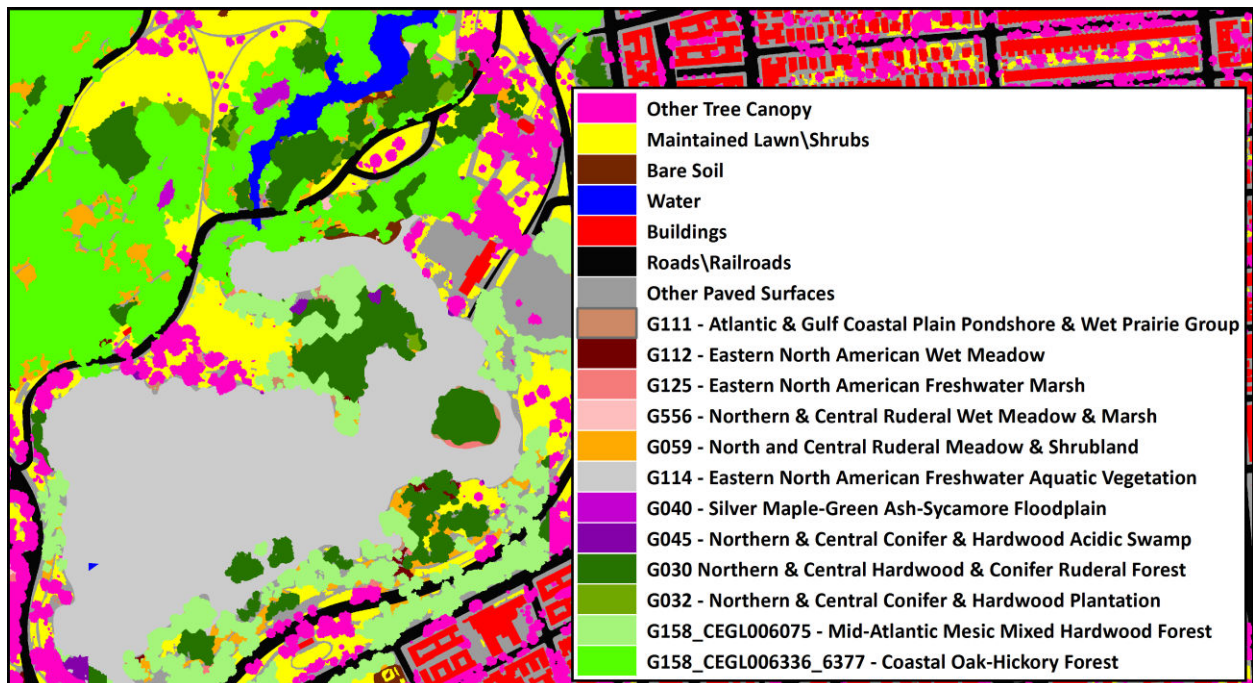 Other Tree Canopy
Maintained Lawn\Shrubs
Bare Soil
Water
Buildings
Roads\Railroads
Other Paved Surfaces
G111 - Atlantic & Gulf Coastal Plain Pondshore & Wet Prairie Group
G112 - Eastern North American Wet Meadow
G125 - Eastern North American Freshwater Marsh
G556 - Northern & Central Ruderal Wet Meadow & Marsh
G059 - North and Central Ruderal Meadow & Shrubland
G114 - Eastern North American Freshwater Aquatic Vegetation
G040 - Silver Maple-Green Ash-Sycamore Floodplain
G045 - Northern & Central Conifer & Hardwood Acidic Swamp
G030 Northern & Central Hardwood & Conifer Ruderal Forest
G032 - Northern & Central Conifer & Hardwood Plantation
G158_CEGL006075 - Mid-Atlantic Mesic Mixed Hardwood Forest
G158_CEGL006336_6377 - Coastal Oak-Hickory Forest